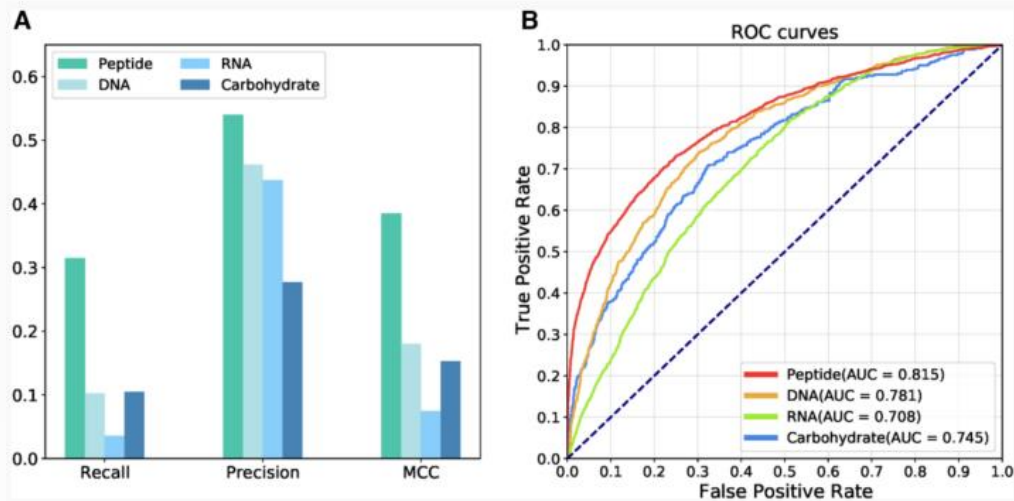 A
Peptide
DNA
RNA
Carbohydrate
0.6
0.5
0.4
0.3
0.2
0.1
0.0
Recall
Precision
MCC
B
ROC curves
True Positive Rate
1.0
0.9
0.8
0.7
0.6
0.5
0.4
0.3
0.2
0.1
0.0
Peptide(AUC = 0.815)
DNA(AUC = 0.781)
RNA(AUC = 0.708)
Carbohydrate(AUC = 0.745)
0.0 0.1 0.2 0.3 0.4 0.5 0.6 0.7 0.8 0.9 1.0
False Positive Rate